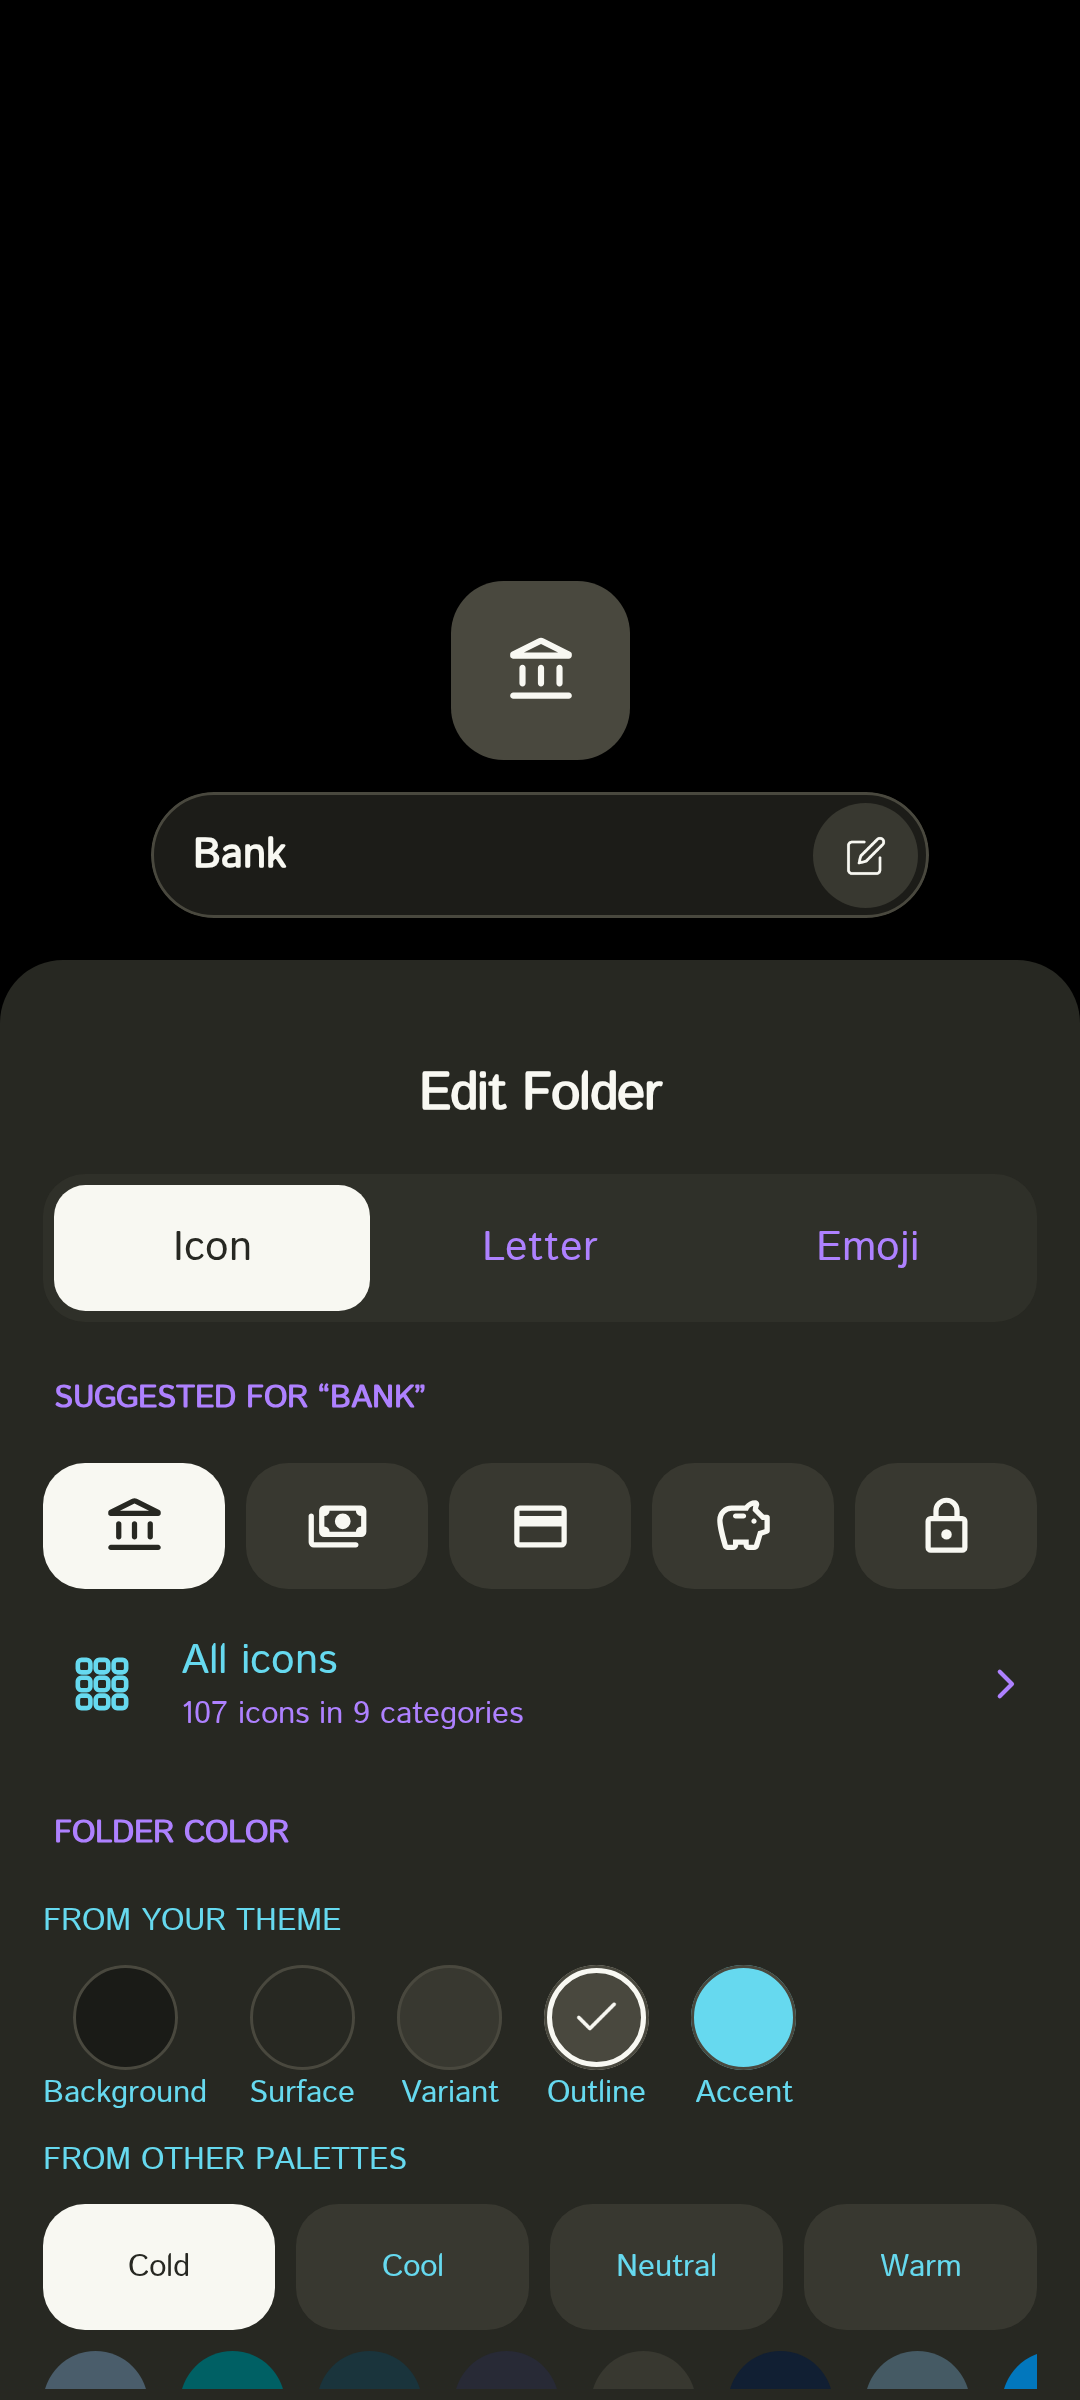 Bank
Edit Folder
Icon Letter Emoji
SUGGESTED FOR “BANK”
All icons
107 icons in 9 categories
FOLDER COLOR
FROM YOUR THEME
Background Surface Variant Outline Accent
FROM OTHER PALETTES
Cold Cool Neutral Warm